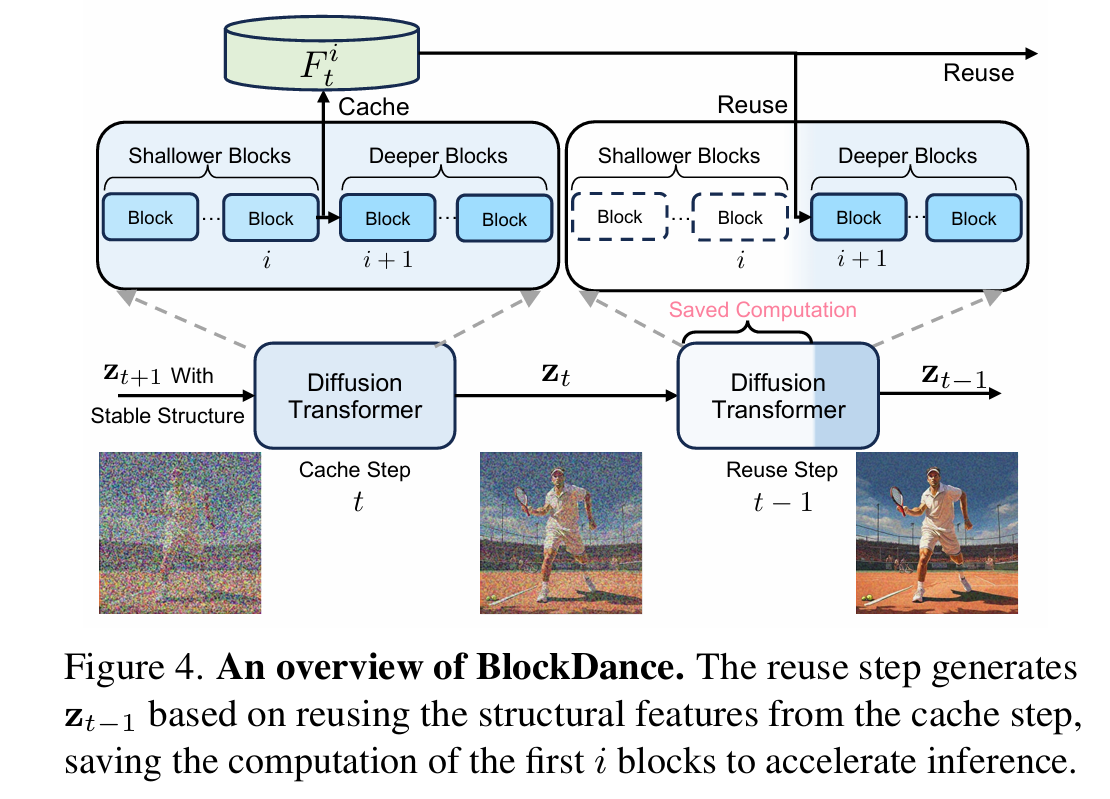 $F_t^i$
Cache
Reuse
Reuse
Shallower Blocks
Deeper Blocks
Block ... Block Block ... Block
$i$
$i+1$
Shallower Blocks
Deeper Blocks
Block ... Block Block ... Block
$i$
$i+1$
Saved Computation
$\mathbf{z}_{t+1}$ With
Stable Structure
Diffusion
Transformer
$\mathbf{z}_t$
Diffusion
Transformer
$\mathbf{z}_{t-1}$
Cache Step
$t$
Reuse Step
$t-1$
Figure 4. An overview of BlockDance. The reuse step generates
$\mathbf{z}_{t-1}$ based on reusing the structural features from the cache step,
saving the computation of the first $i$ blocks to accelerate inference.